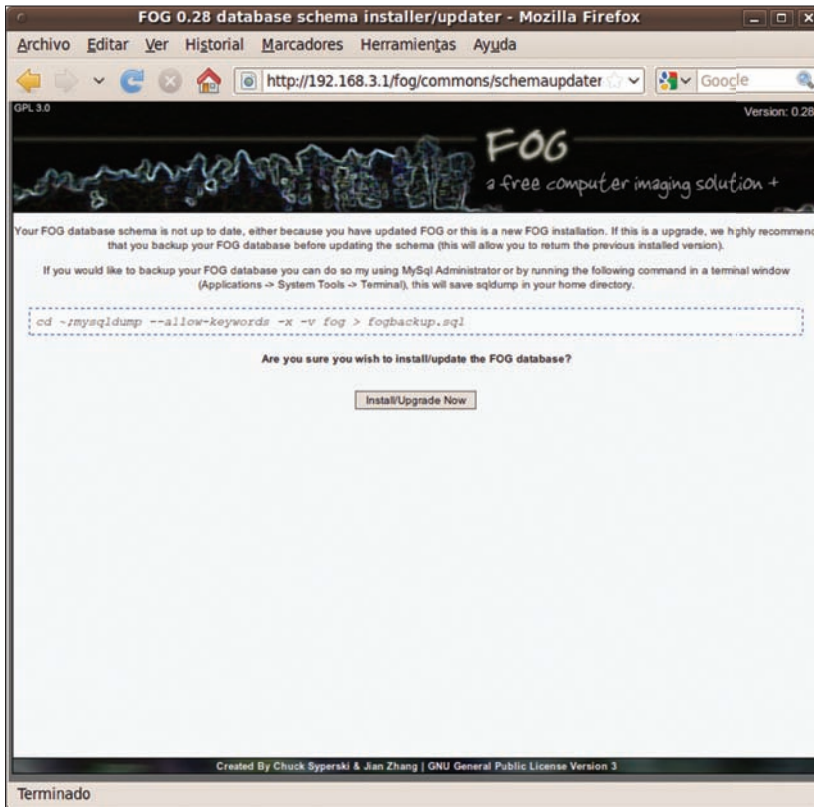 FOG 0.28 database schema installer/updater - Mozilla Firefox
Archivo Editar Ver Historial Marcadores Herramientas Ayuda
http://192.168.3.1/fog/commons/schemaupdater
Google
GPL 3.0
Version: 0.28
FOG
a free computer imaging solution +
Your FOG database schema is not up to date, either because you have updated FOG or this is a new FOG installation. If this is a upgrade, we highly recommend
that you backup your FOG database before updating the schema (this will allow you to return the previous installed version).
If you would like to backup your FOG database you can do so my using MySql Administrator or by running the following command in a terminal window
(Applications -> System Tools -> Terminal), this will save sqldump in your home directory.
cd ~;mysqldump --allow-keywords -x -v fog > fogbackup.sql
Are you sure you wish to install/update the FOG database?
Install/Upgrade Now
Created By Chuck Syperski & Jian Zhang | GNU General Public License Version 3
Terminado